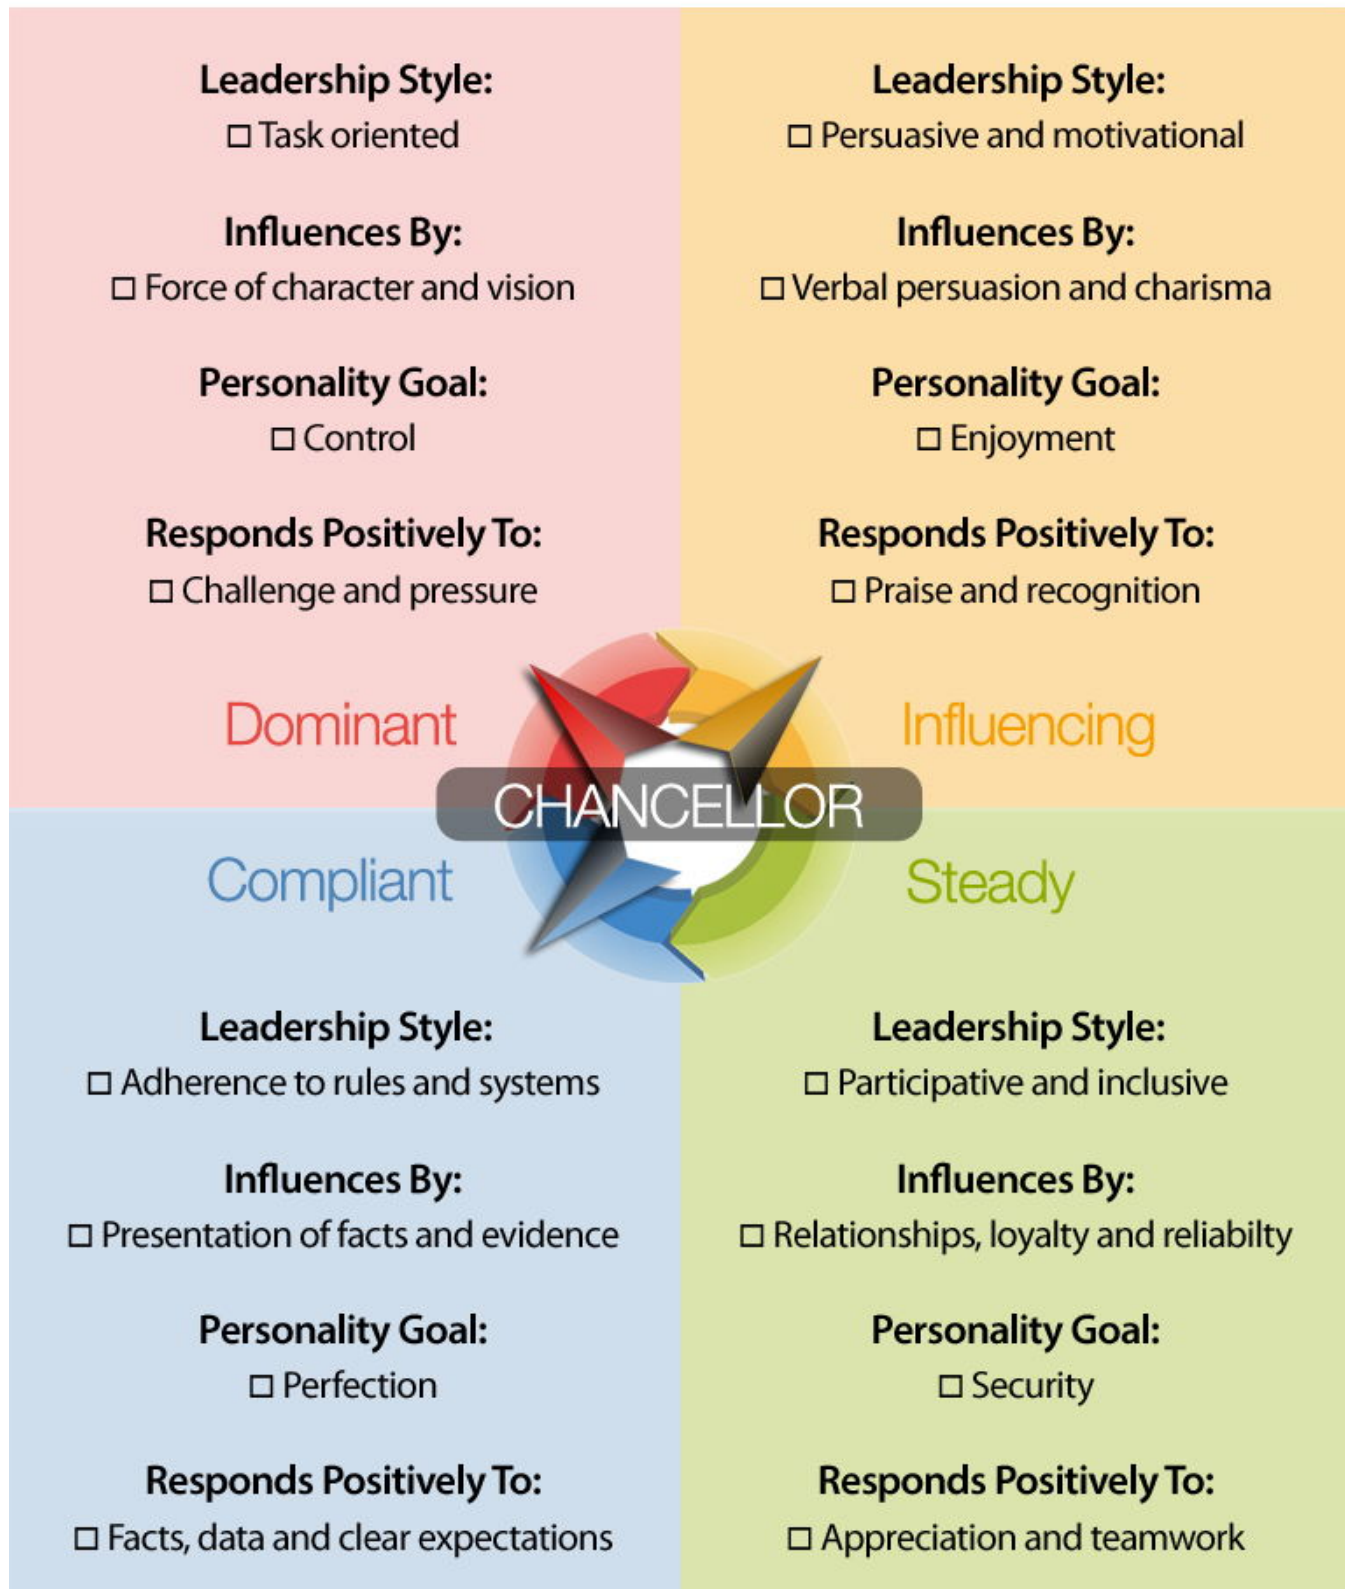 Leadership Style:
□ Task oriented
Influences By:
□ Force of character and vision
Personality Goal:
□ Control
Responds Positively To:
□ Challenge and pressure
Dominant
Leadership Style:
□ Persuasive and motivational
Influences By:
□ Verbal persuasion and charisma
Personality Goal:
□ Enjoyment
Responds Positively To:
□ Praise and recognition
Influencing
CHANCELLOR
Compliant
Leadership Style:
□ Adherence to rules and systems
Influences By:
□ Presentation of facts and evidence
Personality Goal:
□ Perfection
Responds Positively To:
□ Facts, data and clear expectations
Steady
Leadership Style:
□ Participative and inclusive
Influences By:
□ Relationships, loyalty and reliabilty
Personality Goal:
□ Security
Responds Positively To:
□ Appreciation and teamwork